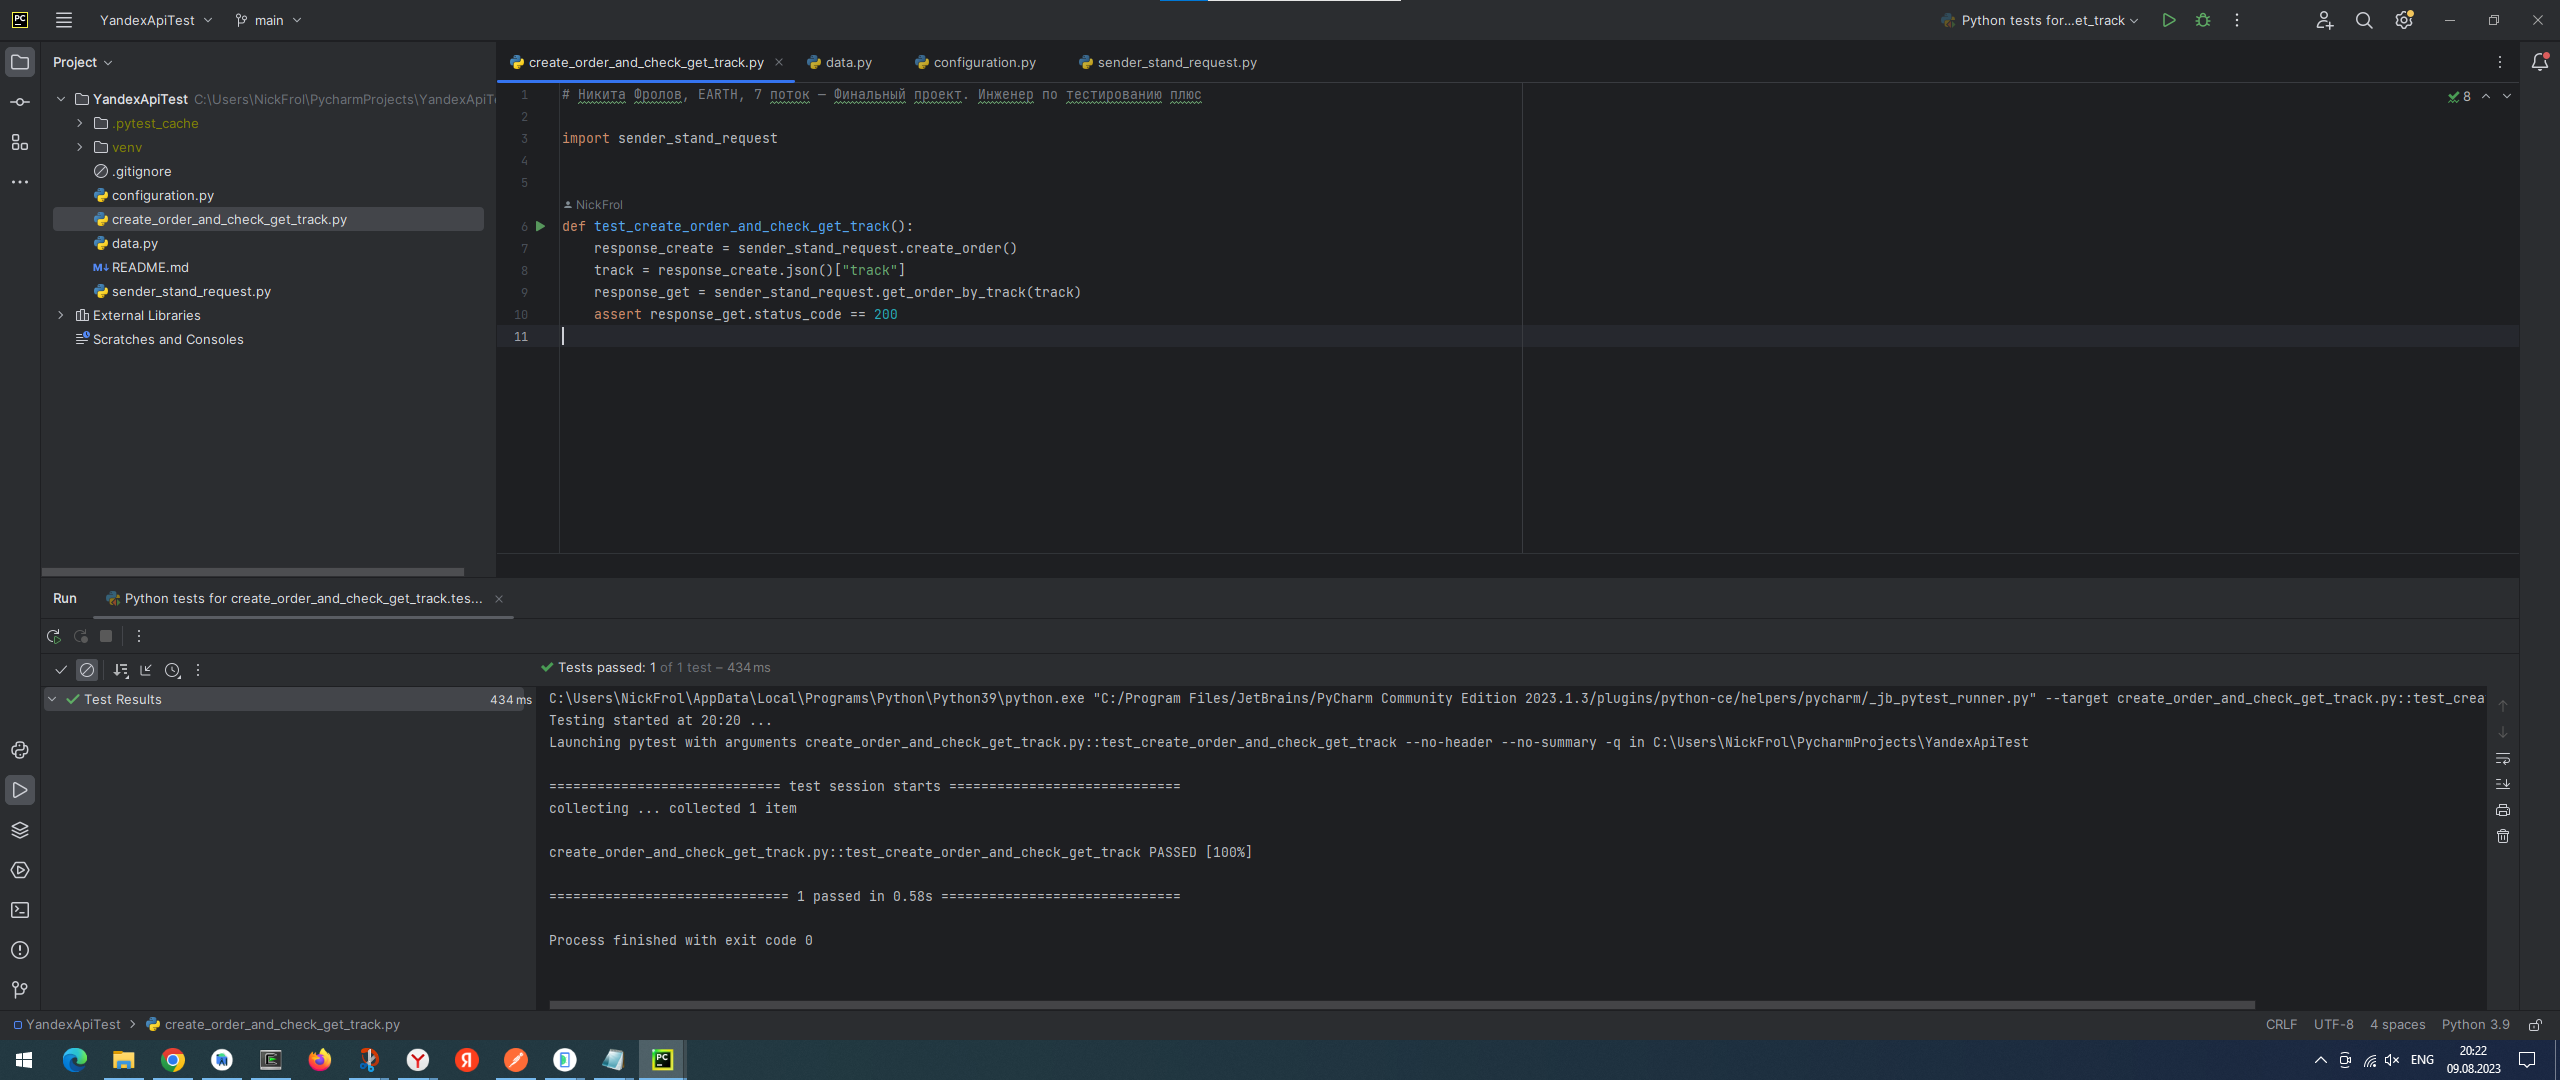 YandexApiTest
main
Python tests for...et_track
Project
YandexApiTest C:\Users\NickFrol\PycharmProjects\YandexApiTe
.pytest_cache
venv
.gitignore
configuration.py
create_order_and_check_get_track.py
data.py
README.md
sender_stand_request.py
External Libraries
Scratches and Consoles
create_order_and_check_get_track.py
data.py
configuration.py
sender_stand_request.py
8
1 # Никита Фролов, EARTH, 7 поток — Финальный проект. Инженер по тестированию плюс
2
3 import sender_stand_request
4
5
NickFrol
6 def test_create_order_and_check_get_track():
7 response_create = sender_stand_request.create_order()
8 track = response_create.json()["track"]
9 response_get = sender_stand_request.get_order_by_track(track)
10 assert response_get.status_code == 200
11
Run
Python tests for create_order_and_check_get_track.tes...
Tests passed: 1 of 1 test – 434 ms
Test Results 434 ms
C:\Users\NickFrol\AppData\Local\Programs\Python\Python39\python.exe "C:/Program Files/JetBrains/PyCharm Community Edition 2023.1.3/plugins/python-ce/helpers/pycharm/_jb_pytest_runner.py" --target create_order_and_check_get_track.py::test_crea
Testing started at 20:20 ...
Launching pytest with arguments create_order_and_check_get_track.py::test_create_order_and_check_get_track --no-header --no-summary -q in C:\Users\NickFrol\PycharmProjects\YandexApiTest
============================= test session starts =============================
collecting ... collected 1 item
create_order_and_check_get_track.py::test_create_order_and_check_get_track PASSED [100%]
============================== 1 passed in 0.58s ==============================
Process finished with exit code 0
YandexApiTest > create_order_and_check_get_track.py
CRLF UTF-8 4 spaces Python 3.9
ENG
20:22
09.08.2023